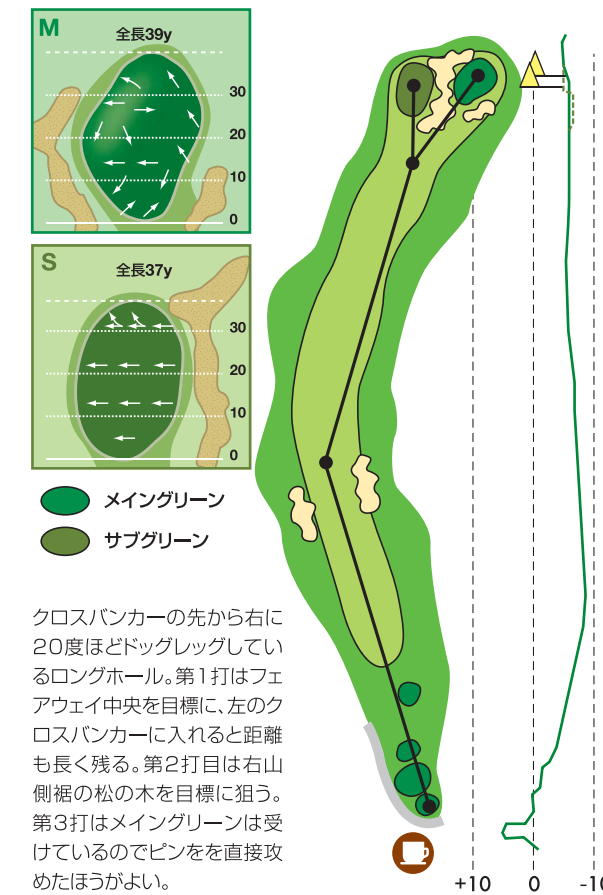 M
全長39y
30
20
10
0
S
全長37y
30
20
10
0
メイングリーン
サブグリーン
クロスバンカーの先から右に
20度ほどドッグレッグしてい
るロングホール。第1打はフェ
アウェイ中央を目標に、左のク
ロスバンカーに入れると距離
も長く残る。第2打目は右山
側裾の松の木を目標に狙う。
第3打はメイングリーンは受
けているのでピンをを直接攻
めたほうがよい。
+10 0 -10